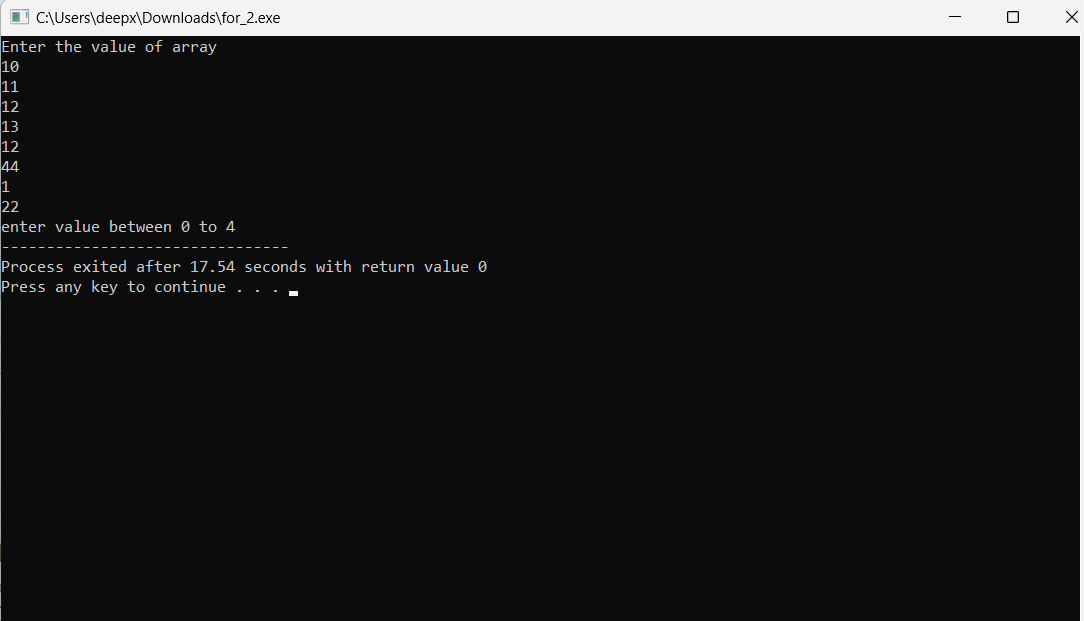 C:\Users\deepx\Downloads\for_2.exe
Enter the value of array
10
11
12
13
12
44
1
22
enter value between 0 to 4
--------------------------------
Process exited after 17.54 seconds with return value 0
Press any key to continue . . .